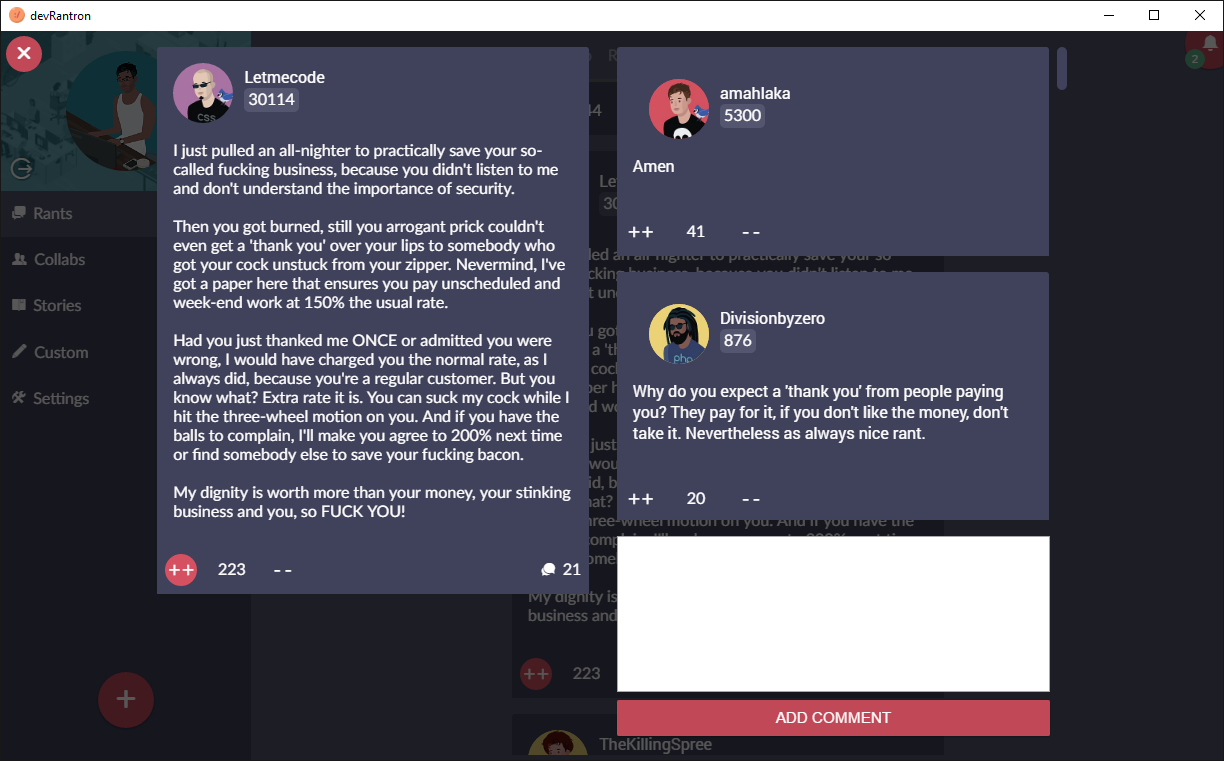 devRantron
2
Rants
Collabs
Stories
Custom
Settings
Letmecode
30114
CSS
I just pulled an all-nighter to practically save your so-
called fucking business, because you didn't listen to me
and don't understand the importance of security.
Then you got burned, still you arrogant prick couldn't
even get a 'thank you' over your lips to somebody who
got your cock unstuck from your zipper. Nevermind, I've
got a paper here that ensures you pay unscheduled and
week-end work at 150% the usual rate.
Had you just thanked me ONCE or admitted you were
wrong, I would have charged you the normal rate, as I
always did, because you're a regular customer. But you
know what? Extra rate it is. You can suck my cock while I
hit the three-wheel motion on you. And if you have the
balls to complain, I'll make you agree to 200% next time
or find somebody else to save your fucking bacon.
My dignity is worth more than your money, your stinking
business and you, so FUCK YOU!
++ 223 -- 21
amahlaka
5300
Amen
++ 41 --
Divisionbyzero
876
php
Why do you expect a 'thank you' from people paying
you? They pay for it, if you don't like the money, don't
take it. Nevertheless as always nice rant.
++ 20 --
ADD COMMENT
My dignity is
business and
++ 223
TheKillingSpree